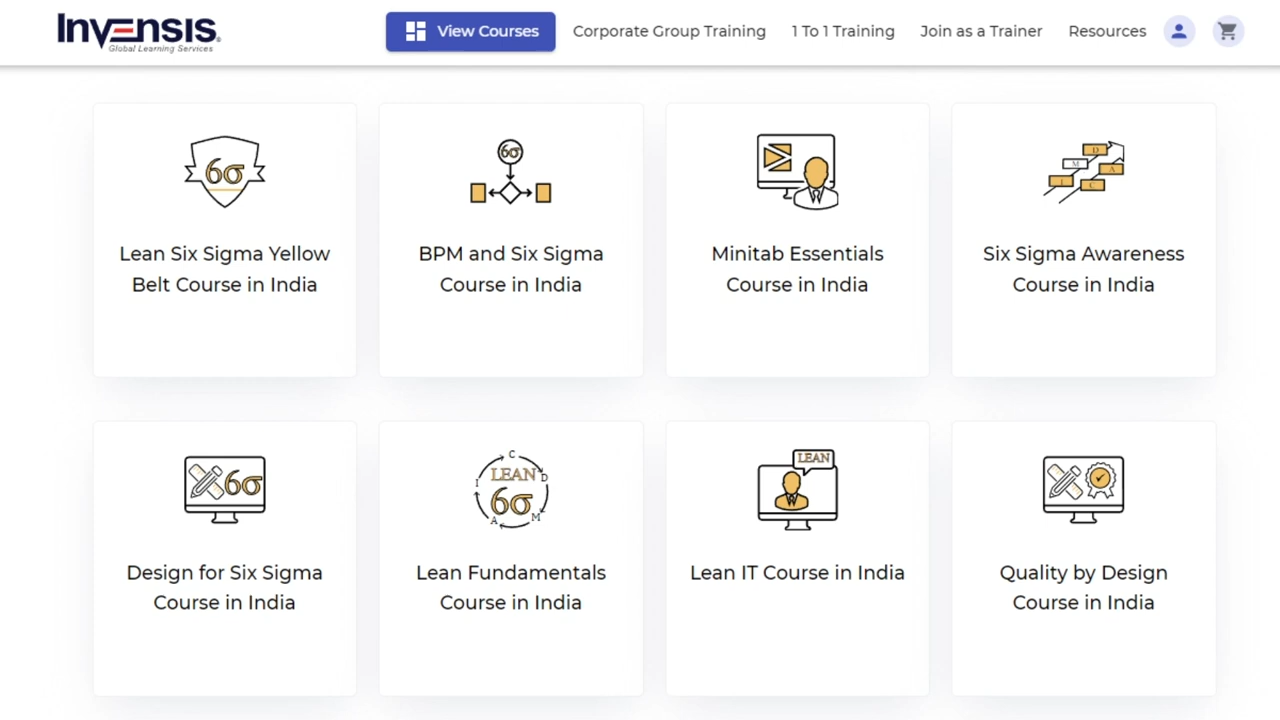 Invensis.
Global Learning Services
View Courses
Corporate Group Training
1 To 1 Training
Join as a Trainer
Resources
6σ
6σ
D
M
A
I
C
Lean Six Sigma Yellow
Belt Course in India
BPM and Six Sigma
Course in India
Minitab Essentials
Course in India
Six Sigma Awareness
Course in India
6σ
C
LEAN
D
I
6σ
A
M
LEAN
Design for Six Sigma
Course in India
Lean Fundamentals
Course in India
Lean IT Course in India
Quality by Design
Course in India